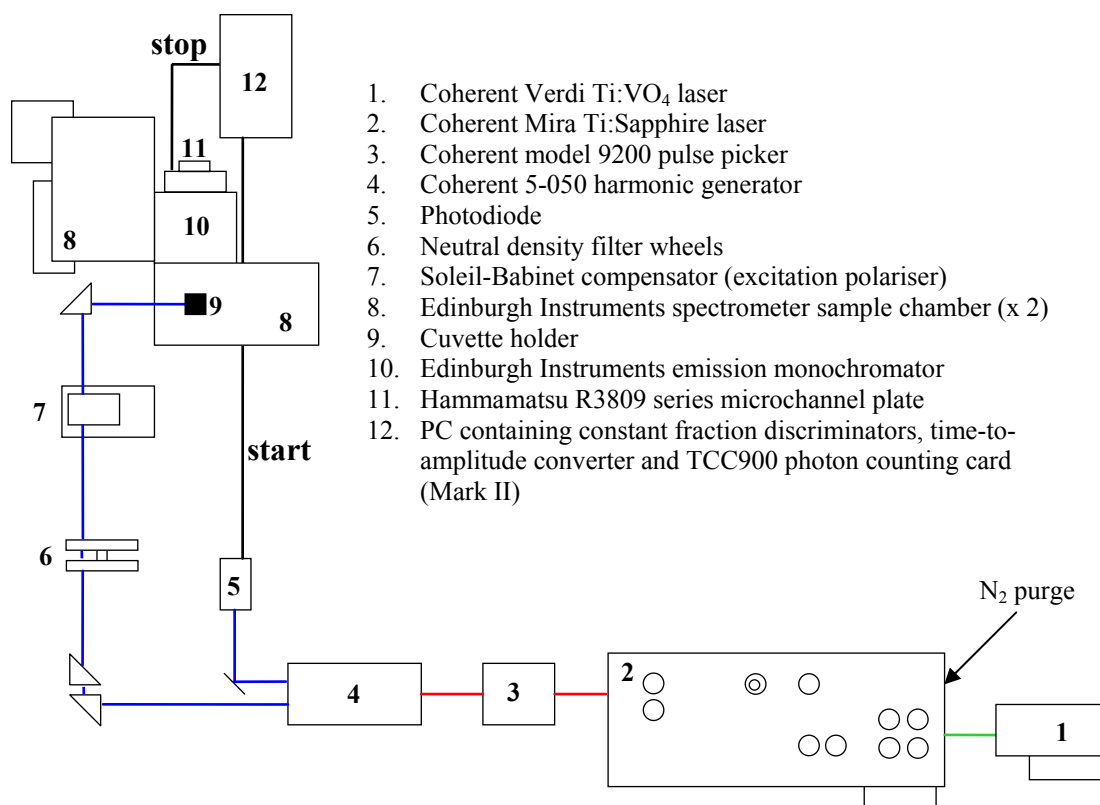 stop
12
11
10
8
9
8
7
start
6
5
4
3
2
1
N₂ purge
1. Coherent Verdi Ti:VO₄ laser
2. Coherent Mira Ti:Sapphire laser
3. Coherent model 9200 pulse picker
4. Coherent 5-050 harmonic generator
5. Photodiode
6. Neutral density filter wheels
7. Soleil-Babinet compensator (excitation polariser)
8. Edinburgh Instruments spectrometer sample chamber (x 2)
9. Cuvette holder
10. Edinburgh Instruments emission monochromator
11. Hammamatsu R3809 series microchannel plate
12. PC containing constant fraction discriminators, time-to-
amplitude converter and TCC900 photon counting card
(Mark II)